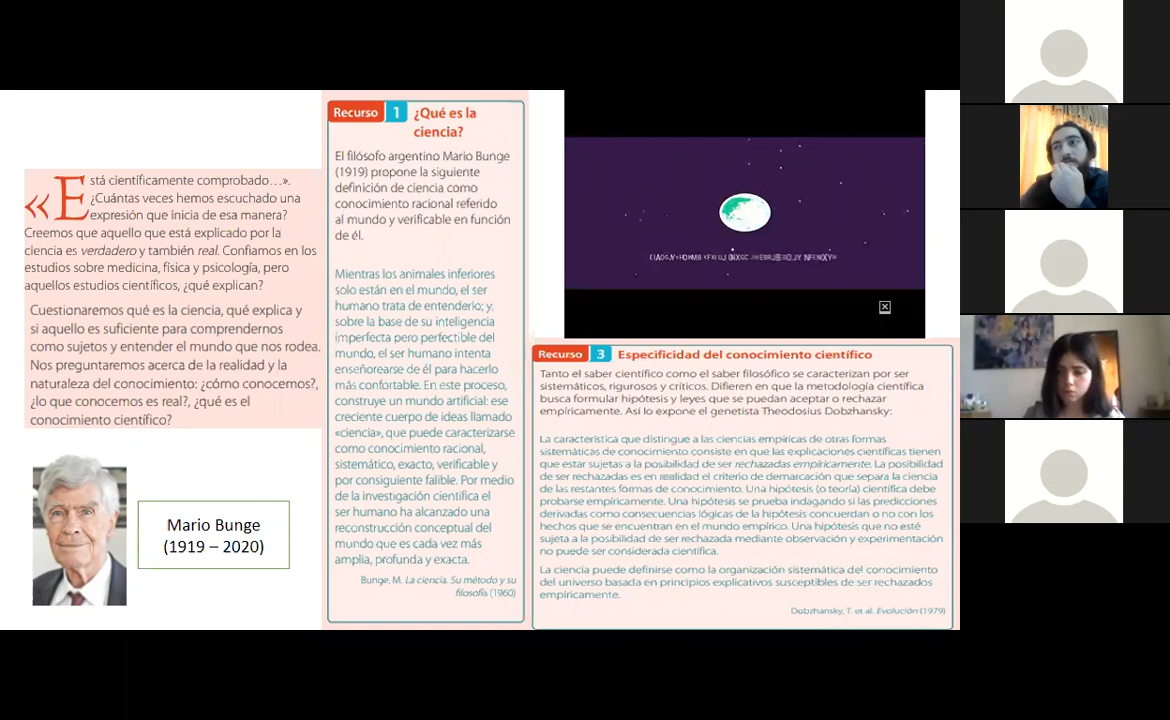 «Está científicamente comprobado…».
¿Cuántas veces hemos escuchado una
expresión que inicia de esa manera?
Creemos que aquello que está explicado por la
ciencia es verdadero y también real. Confiamos en los
estudios sobre medicina, física y psicología, pero
aquellos estudios científicos, ¿qué explican?
Cuestionaremos qué es la ciencia, qué explica y
si aquello es suficiente para comprendernos
como sujetos y entender el mundo que nos rodea.
Nos preguntaremos acerca de la realidad y la
naturaleza del conocimiento: ¿cómo conocemos?,
¿lo que conocemos es real?, ¿qué es el
conocimiento científico?
Mario Bunge
(1919 – 2020)
Recurso 1 ¿Qué es la
ciencia?
El filósofo argentino Mario Bunge
(1919) propone la siguiente
definición de ciencia como
conocimiento racional referido
al mundo y verificable en función
de él.
Mientras los animales inferiores
solo están en el mundo, el ser
humano trata de entenderlo; y,
sobre la base de su inteligencia
imperfecta pero perfectible del
mundo, el ser humano intenta
enseñorearse de él para hacerlo
más confortable. En este proceso,
construye un mundo artificial: ese
creciente cuerpo de ideas llamado
«ciencia», que puede caracterizarse
como conocimiento racional,
sistemático, exacto, verificable y
por consiguiente falible. Por medio
de la investigación científica el
ser humano ha alcanzado una
reconstrucción conceptual del
mundo que es cada vez más
amplia, profunda y exacta.
Bunge, M. La ciencia. Su método y su
filosofía (1960)
Recurso 3 Especificidad del conocimiento científico
Tanto el saber científico como el saber filosófico se caracterizan por ser
sistemáticos, rigurosos y críticos. Difieren en que la metodología científica
busca formular hipótesis y leyes que se puedan aceptar o rechazar
empíricamente. Así lo expone el genetista Theodosius Dobzhansky:
La característica que distingue a las ciencias empíricas de otras formas
sistemáticas de conocimiento consiste en que las explicaciones científicas tienen
que estar sujetas a la posibilidad de ser rechazadas empíricamente. La posibilidad
de ser rechazadas es en realidad el criterio de demarcación que separa la ciencia
de las restantes formas de conocimiento. Una hipótesis (o teoría) científica debe
probarse empíricamente. Una hipótesis se prueba indagando si las predicciones
derivadas como consecuencias lógicas de la hipótesis concuerdan o no con los
hechos que se encuentran en el mundo empírico. Una hipótesis que no esté
sujeta a la posibilidad de ser rechazada mediante observación y experimentación
no puede ser considerada científica.
La ciencia puede definirse como la organización sistemática del conocimiento
del universo basada en principios explicativos susceptibles de ser rechazados
empíricamente.
Dobzhansky, T. et al. Evolución (1979)